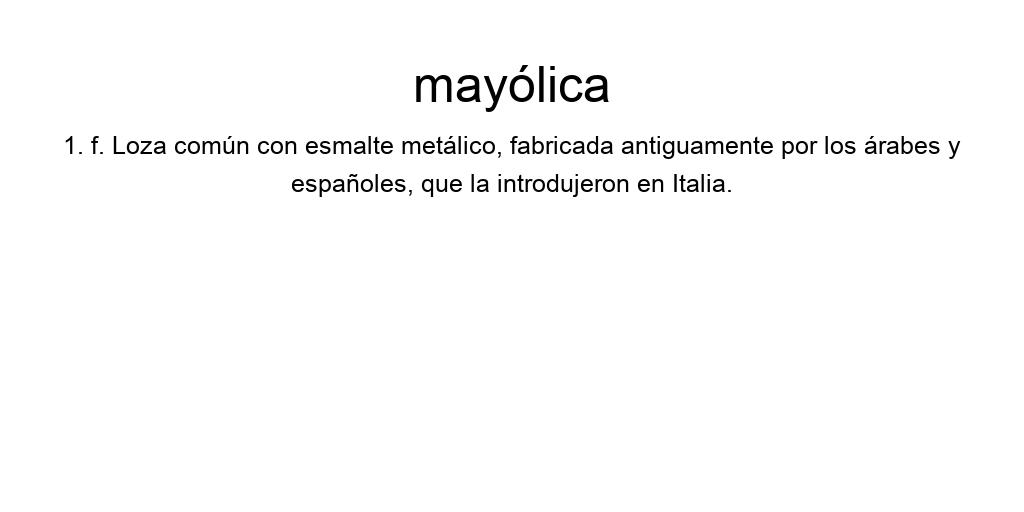 mayólica
1. f. Loza común con esmalte metálico, fabricada antiguamente por los árabes y
españoles, que la introdujeron en Italia.